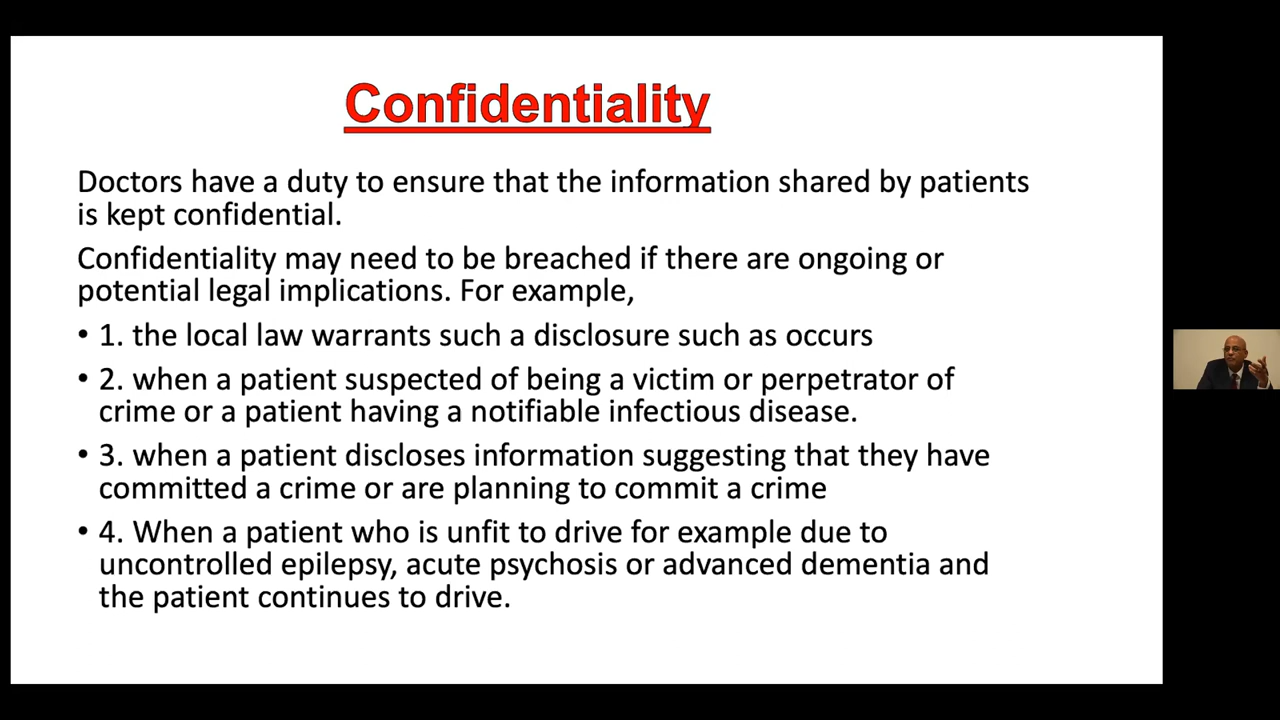 Confidentiality
Doctors have a duty to ensure that the information shared by patients
is kept confidential.
Confidentiality may need to be breached if there are ongoing or
potential legal implications. For example,
• 1. the local law warrants such a disclosure such as occurs
• 2. when a patient suspected of being a victim or perpetrator of
crime or a patient having a notifiable infectious disease.
• 3. when a patient discloses information suggesting that they have
committed a crime or are planning to commit a crime
• 4. When a patient who is unfit to drive for example due to
uncontrolled epilepsy, acute psychosis or advanced dementia and
the patient continues to drive.